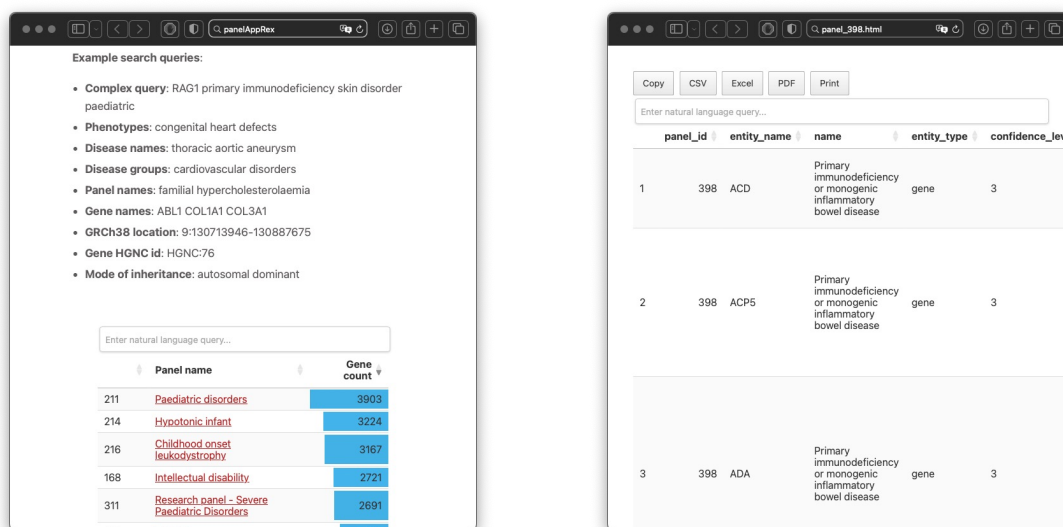 panelAppRex
Example search queries:
• Complex query: RAG1 primary immunodeficiency skin disorder
paediatric
• Phenotypes: congenital heart defects
• Disease names: thoracic aortic aneurysm
• Disease groups: cardiovascular disorders
• Panel names: familial hypercholesterolaemia
• Gene names: ABL1 COL1A1 COL3A1
• GRCh38 location: 9:130713946-130887675
• Gene HGNC id: HGNC:76
• Mode of inheritance: autosomal dominant
Enter natural language query...
Panel name Gene
count
211 Paediatric disorders 3903
214 Hypotonic infant 3224
216 Childhood onset
leukodystrophy 3167
168 Intellectual disability 2721
311 Research panel - Severe
Paediatric Disorders 2691
panel_398.html
Copy CSV Excel PDF Print
Enter natural language query...
panel_id entity_name name entity_type confidence_lev
1 398 ACD Primary
immunodeficiency
or monogenic
inflammatory
bowel disease gene 3
2 398 ACP5 Primary
immunodeficiency
or monogenic
inflammatory
bowel disease gene 3
3 398 ADA Primary
immunodeficiency
or monogenic
inflammatory
bowel disease gene 3